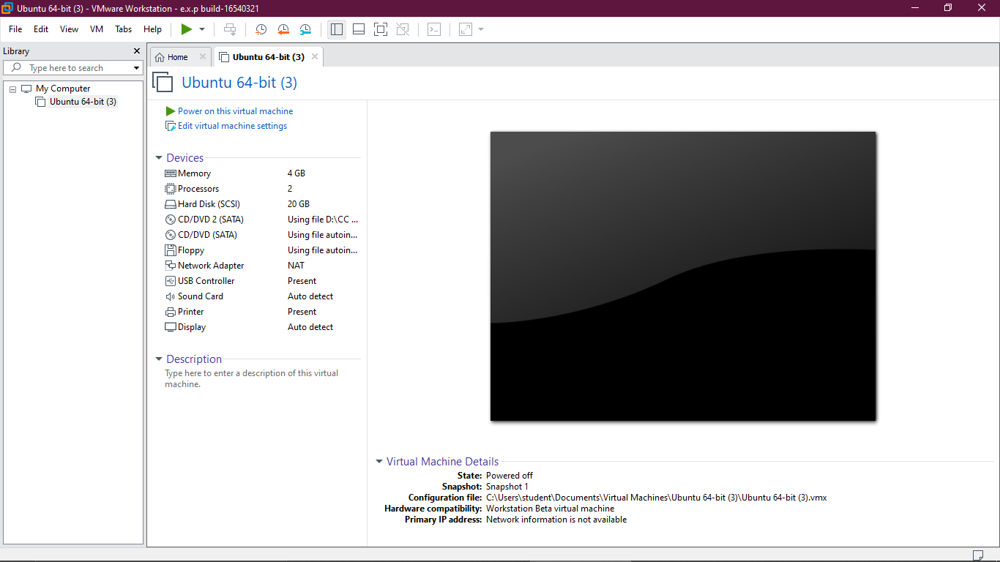 Ubuntu 64-bit (3) - VMware Workstation - e.x.p build-16540321
File Edit View VM Tabs Help
Library
Type here to search
My Computer
Ubuntu 64-bit (3)
Home
Ubuntu 64-bit (3)
Ubuntu 64-bit (3)
Power on this virtual machine
Edit virtual machine settings
Devices
Memory 4 GB
Processors 2
Hard Disk (SCSI) 20 GB
CD/DVD 2 (SATA) Using file D:\CC ...
CD/DVD (SATA) Using file autoin...
Floppy Using file autoin...
Network Adapter NAT
USB Controller Present
Sound Card Auto detect
Printer Present
Display Auto detect
Description
Type here to enter a description of this virtual
machine.
Virtual Machine Details
State: Powered off
Snapshot: Snapshot 1
Configuration file: C:\Users\student\Documents\Virtual Machines\Ubuntu 64-bit (3)\Ubuntu 64-bit (3).vmx
Hardware compatibility: Workstation Beta virtual machine
Primary IP address: Network information is not available